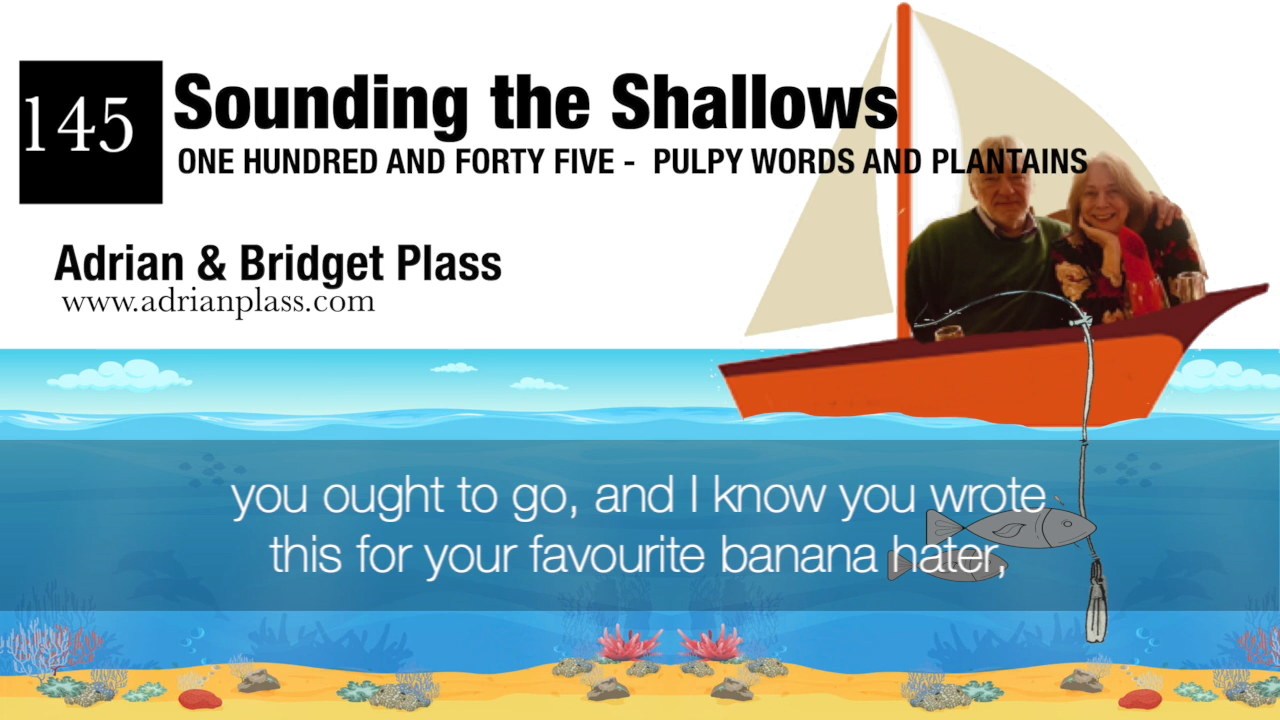 145
Sounding the Shallows
ONE HUNDRED AND FORTY FIVE - PULPY WORDS AND PLANTAINS
Adrian & Bridget Plass
www.adrianplass.com
you ought to go, and I know you wrote
this for your favourite banana hater,